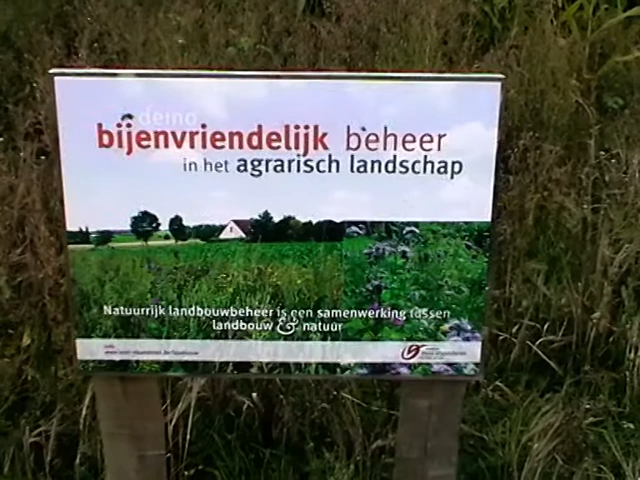 demo
bijenvriendelijk beheer
in het agrarisch landschap
Natuurrijk landbouwbeheer is een samenwerking tussen
landbouw & natuur